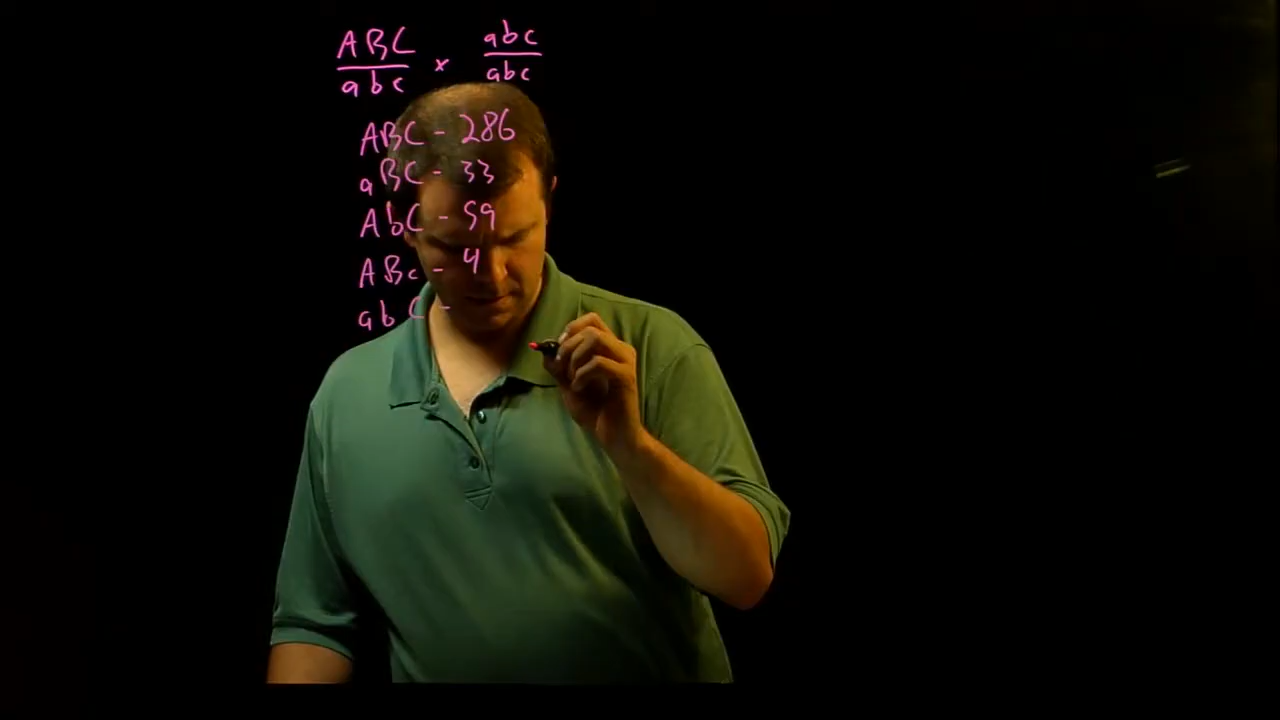 ABC/abc × abc/abc
ABC - 286
aBC - 33
AbC - 59
ABc - 4
abC -